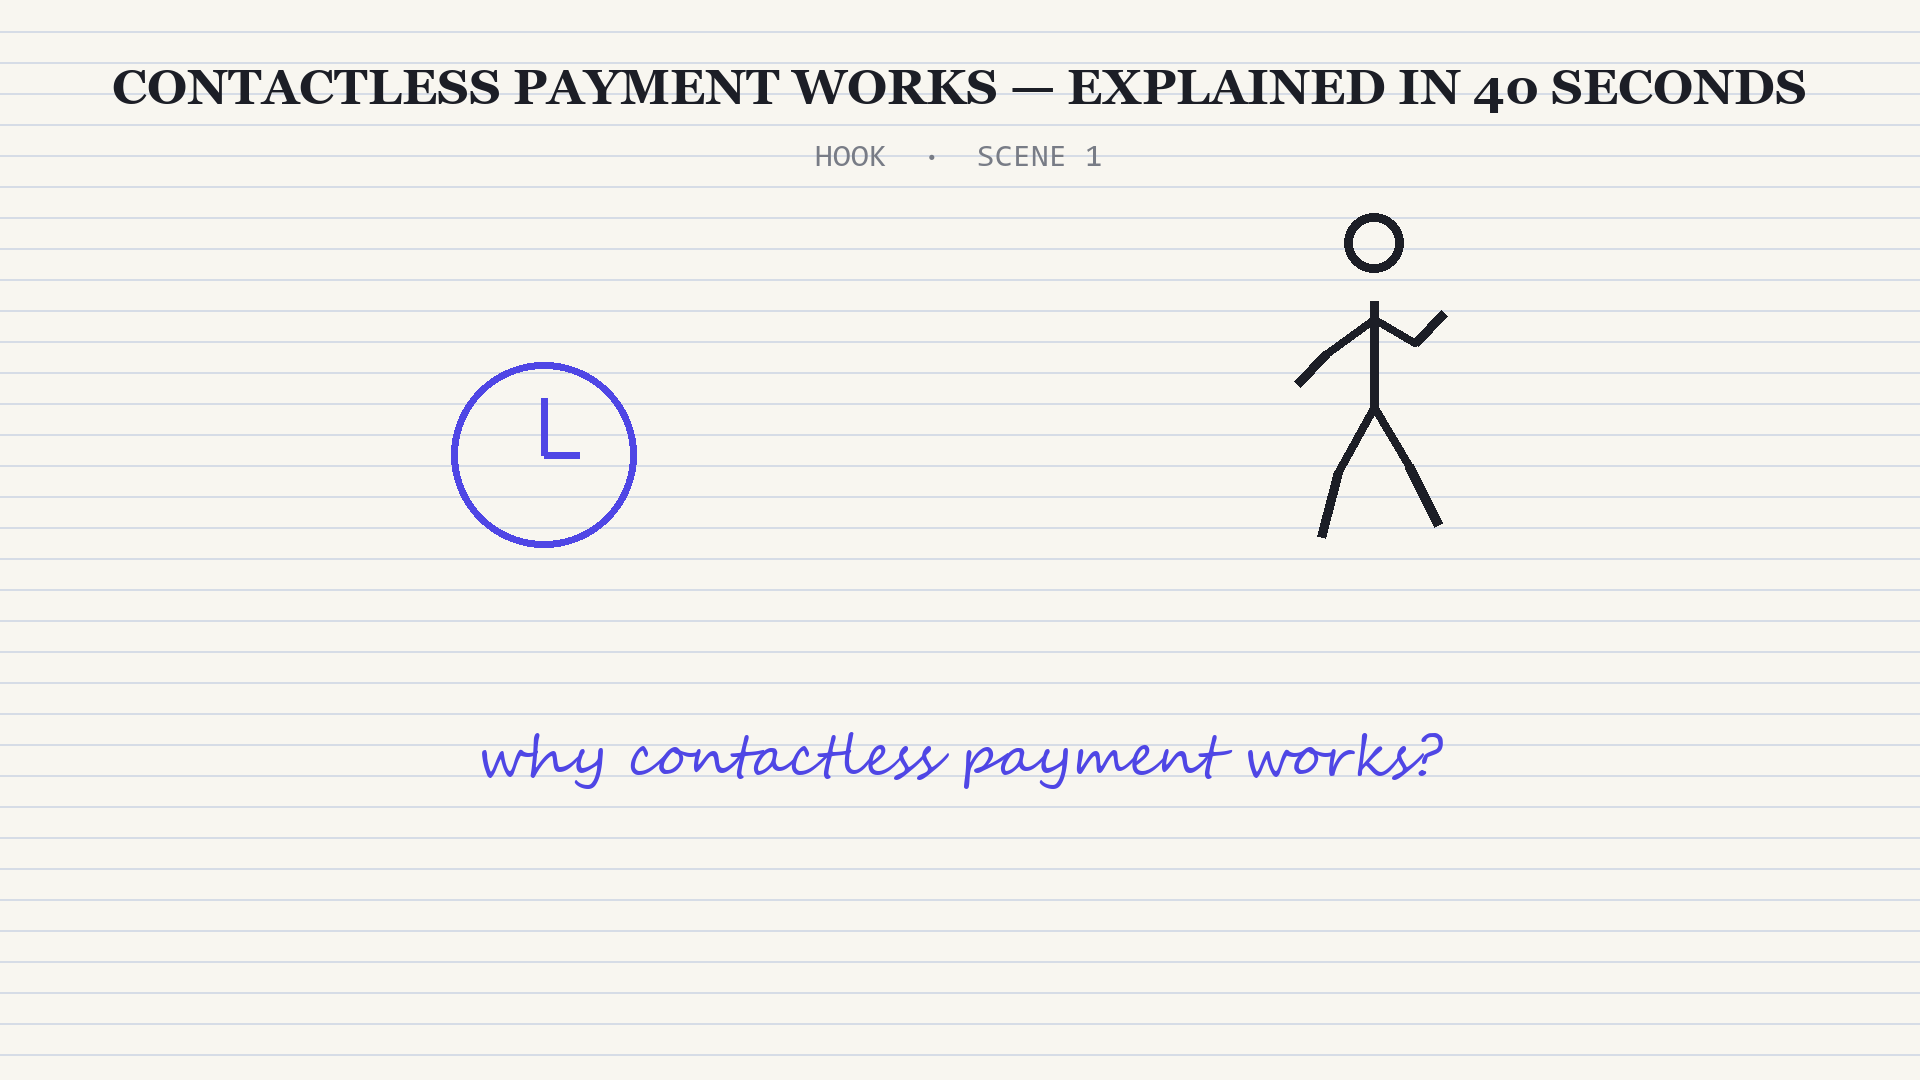 CONTACTLESS PAYMENT WORKS — EXPLAINED IN 40 SECONDS
HOOK · SCENE 1
why contactless payment works?